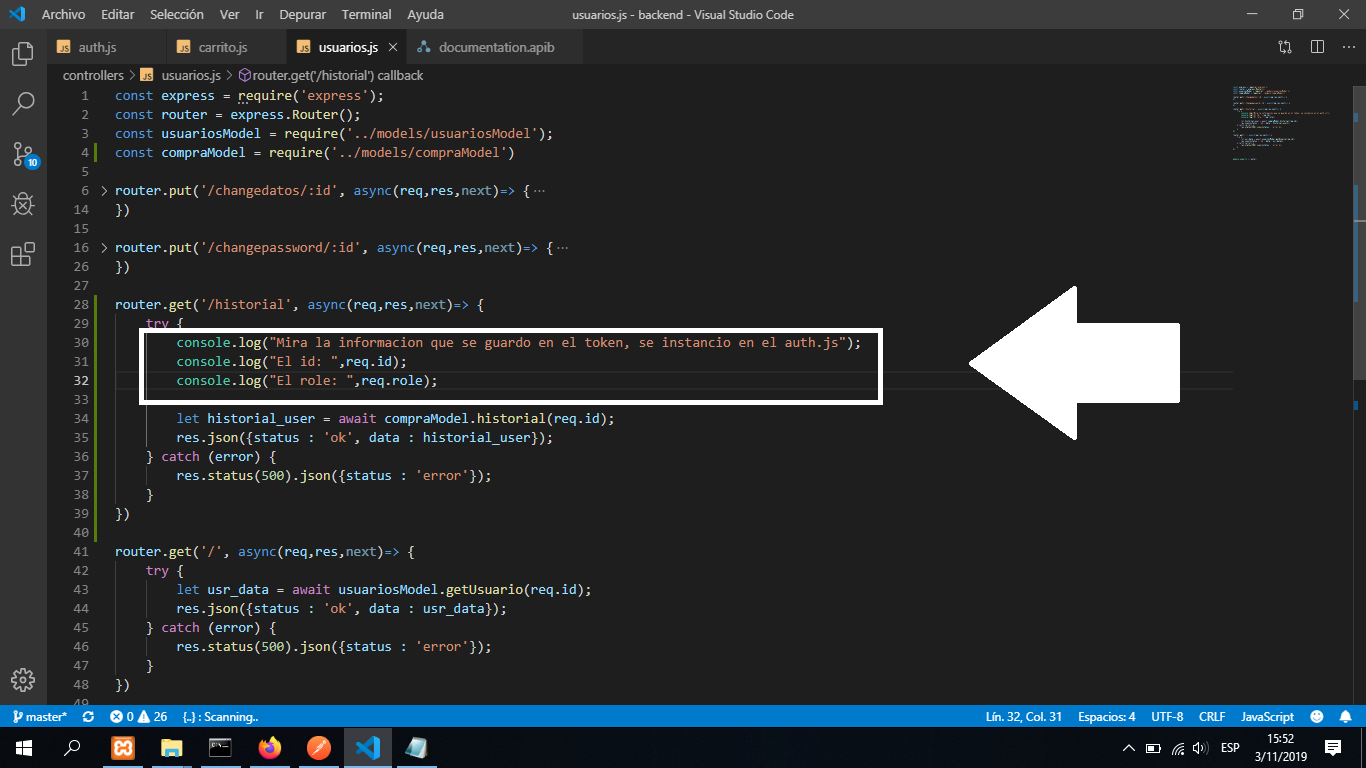 Archivo Editar Selección Ver Ir Depurar Terminal Ayuda usuarios.js - backend - Visual Studio Code
JS auth.js JS carrito.js JS usuarios.js documentation.apib
controllers > JS usuarios.js > router.get('/historial') callback
1 const express = require('express');
2 const router = express.Router();
3 const usuariosModel = require('../models/usuariosModel');
4 const compraModel = require('../models/compraModel')
5
6 router.put('/changedatos/:id', async(req,res,next)=> {···
14 })
15
16 router.put('/changepassword/:id', async(req,res,next)=> {···
26 })
27
28 router.get('/historial', async(req,res,next)=> {
29 try {
30 console.log("Mira la informacion que se guardo en el token, se instancio en el auth.js");
31 console.log("El id: ",req.id);
32 console.log("El role: ",req.role);
33
34 let historial_user = await compraModel.historial(req.id);
35 res.json({status : 'ok', data : historial_user});
36 } catch (error) {
37 res.status(500).json({status : 'error'});
38 }
39 })
40
41 router.get('/', async(req,res,next)=> {
42 try {
43 let usr_data = await usuariosModel.getUsuario(req.id);
44 res.json({status : 'ok', data : usr_data});
45 } catch (error) {
46 res.status(500).json({status : 'error'});
47 }
48 })
49
10
master* 0 26 {..} : Scanning.. Lín. 32, Col. 31 Espacios: 4 UTF-8 CRLF JavaScript
ESP 15:52
3/11/2019